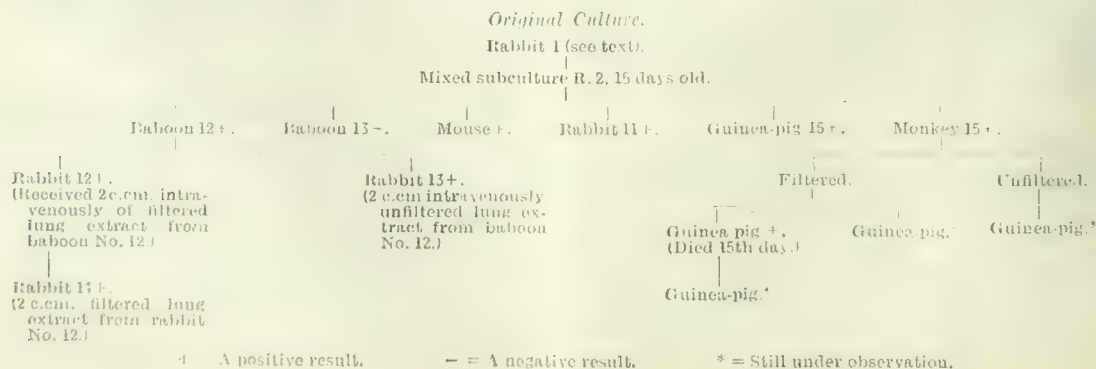 Original Culture.
Rabbit 1 (see text).
Mixed subculture R. 2, 15 days old.
Baboon 12 +. Baboon 13 −. Mouse +. Rabbit 11 +. Guinea-pig 15 +. Monkey 15 +.
Rabbit 12 +.
(Received 2 c.cm. intra-
venously of filtered
lung extract from
baboon No. 12.)
Rabbit 13+.
(2 c.cm intravenously
unfiltered lung ex-
tract from baboon
No. 12.)
Filtered. Unfiltered.
Guinea pig +.
(Died 15th day.)
Guinea-pig.* Guinea-pig.*
Guinea-pig.*
Rabbit +.
(2 c.cm. filtered lung
extract from rabbit
No. 12.)
+ A positive result. − = A negative result. * = Still under observation.